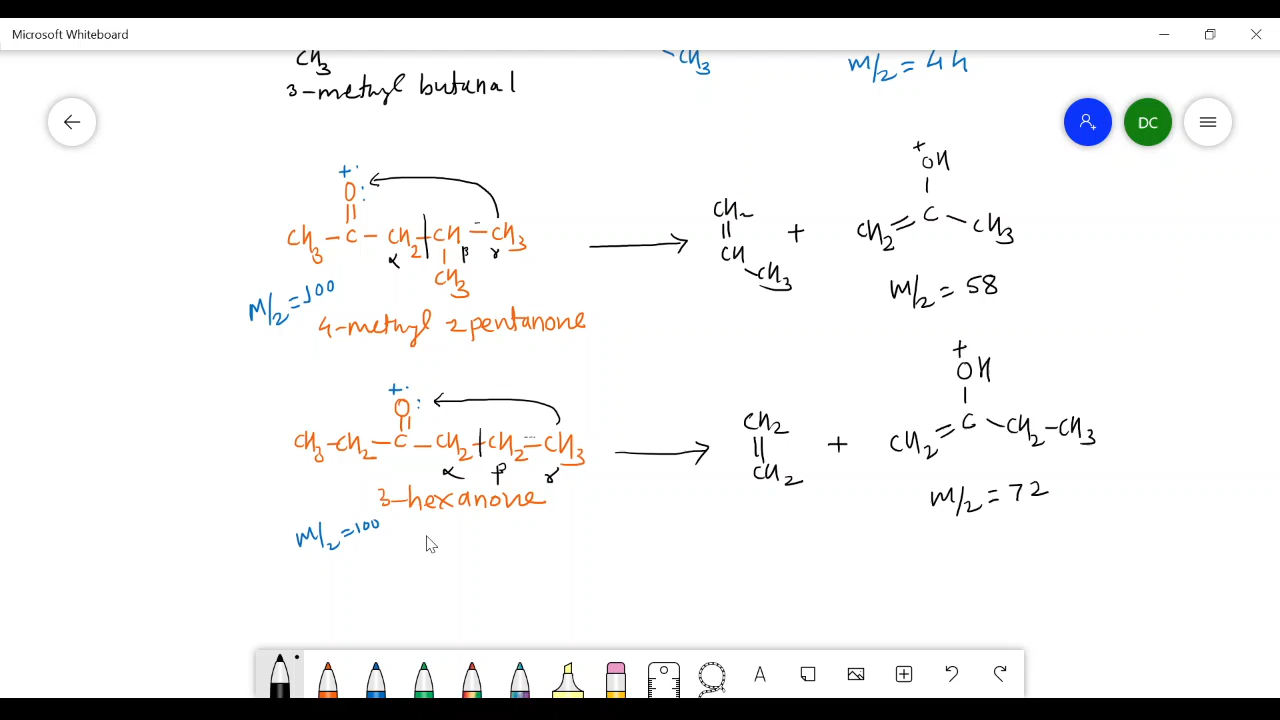 Microsoft Whiteboard
CH3
3-methyl butanal
CH3
m/z = 44
DC
+
O
CH3 - C - CH2 - CH - CH3
α β γ
CH3
m/z = 100
4-methyl 2 pentanone
CH2
CH
CH3
+
+
OH
CH2 = C - CH3
m/z = 58
+
O
CH3-CH2-C-CH2-CH2-CH3
α β γ
3-hexanone
m/z = 100
CH2
CH2
+
+
OH
CH2 = C - CH2-CH3
m/z = 72
A